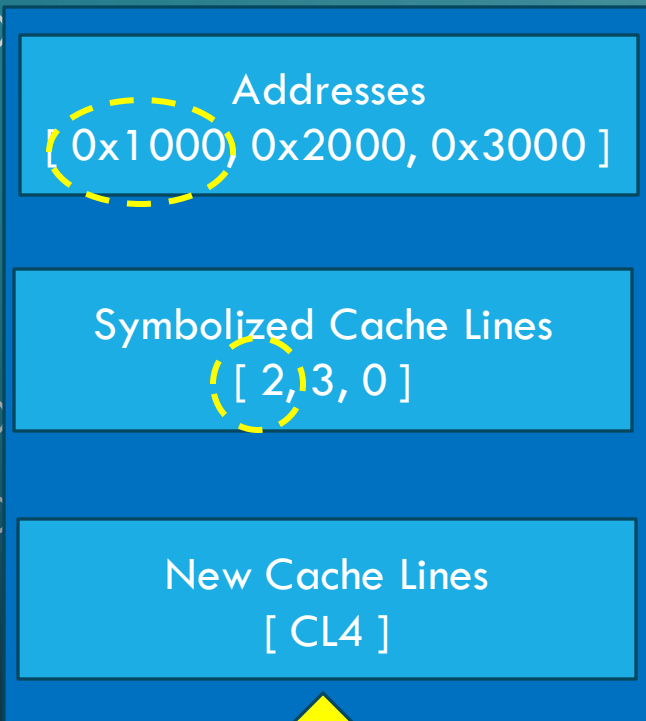 Addresses
[ 0x1000, 0x2000, 0x3000 ]
Symbolized Cache Lines
[ 2, 3, 0 ]
New Cache Lines
[ CL4 ]